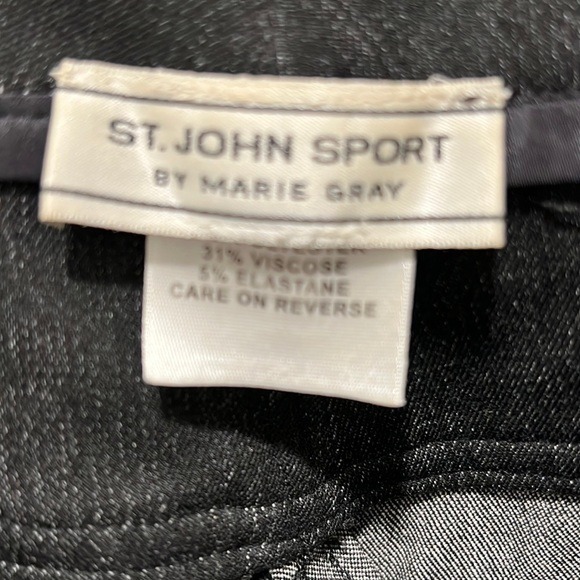 ST. JOHN SPORT
BY MARIE GRAY
31% VISCOSE
5% ELASTANE
CARE ON REVERSE